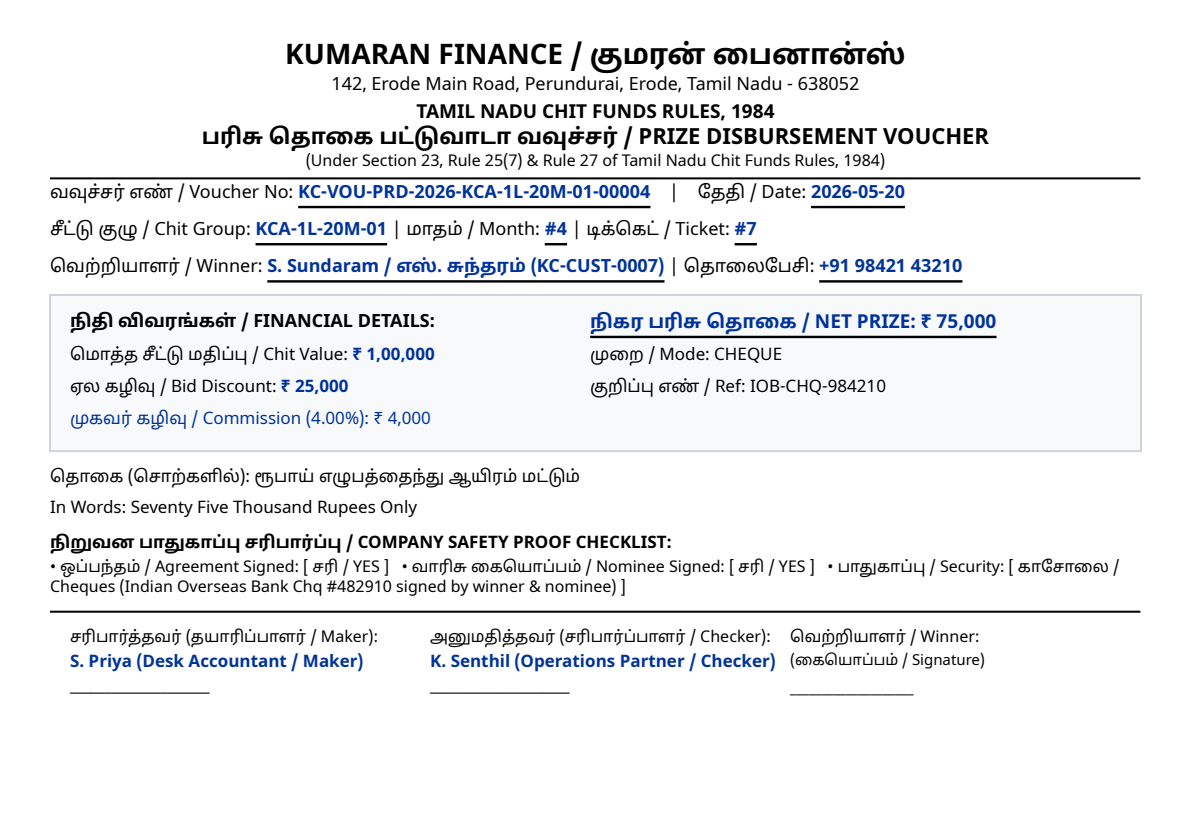 KUMARAN FINANCE / குமரன் பைனான்ஸ்
142, Erode Main Road, Perundurai, Erode, Tamil Nadu - 638052
TAMIL NADU CHIT FUNDS RULES, 1984
பரிசு தொகை பட்டுவாடா வவுச்சர் / PRIZE DISBURSEMENT VOUCHER
(Under Section 23, Rule 25(7) & Rule 27 of Tamil Nadu Chit Funds Rules, 1984)
வவுச்சர் எண் / Voucher No: KC-VOU-PRD-2026-KCA-1L-20M-01-00004 | தேதி / Date: 2026-05-20
சீட்டு குழு / Chit Group: KCA-1L-20M-01 | மாதம் / Month: #4 | டிக்கெட் / Ticket: #7
வெற்றியாளர் / Winner: S. Sundaram / எஸ். சுந்தரம் (KC-CUST-0007) | தொலைபேசி: +91 98421 43210
நிதி விவரங்கள் / FINANCIAL DETAILS:
மொத்த சீட்டு மதிப்பு / Chit Value: ₹ 1,00,000
ஏல கழிவு / Bid Discount: ₹ 25,000
முகவர் கழிவு / Commission (4.00%): ₹ 4,000
நிகர பரிசு தொகை / NET PRIZE: ₹ 75,000
முறை / Mode: CHEQUE
குறிப்பு எண் / Ref: IOB-CHQ-984210
தொகை (சொற்களில்): ரூபாய் எழுபத்தைந்து ஆயிரம் மட்டும்
In Words: Seventy Five Thousand Rupees Only
நிறுவன பாதுகாப்பு சரிபார்ப்பு / COMPANY SAFETY PROOF CHECKLIST:
• ஒப்பந்தம் / Agreement Signed: [ சரி / YES ] • வாரிசு கையொப்பம் / Nominee Signed: [ சரி / YES ] • பாதுகாப்பு / Security: [ காசோலை /
Cheques (Indian Overseas Bank Chq #482910 signed by winner & nominee) ]
சரிபார்த்தவர் (தயாரிப்பாளர் / Maker):
S. Priya (Desk Accountant / Maker)
அனுமதித்தவர் (சரிபார்ப்பாளர் / Checker):
K. Senthil (Operations Partner / Checker)
வெற்றியாளர் / Winner:
(கையொப்பம் / Signature)